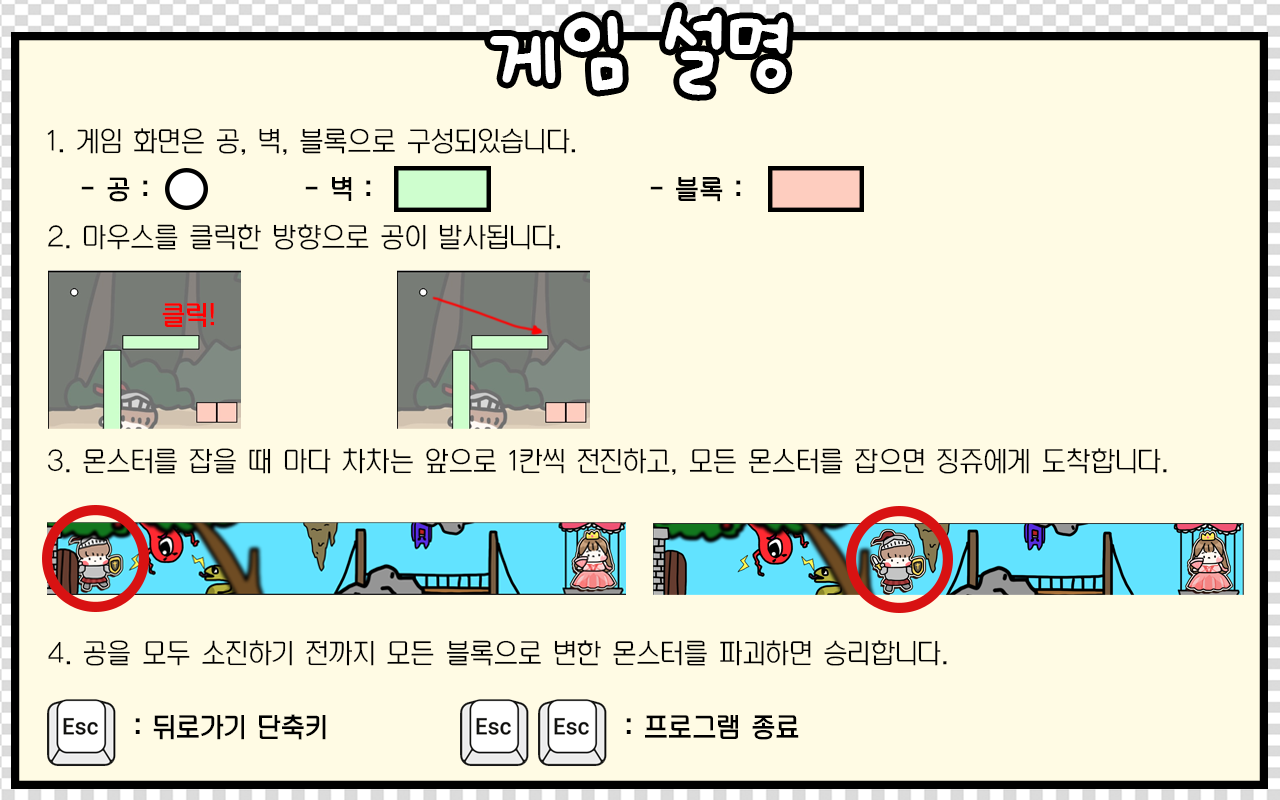 게임 설명
1. 게임 화면은 공, 벽, 블록으로 구성되있습니다.
- 공 : - 벽 : - 블록 :
2. 마우스를 클릭한 방향으로 공이 발사됩니다.
클릭!
3. 몬스터를 잡을 때 마다 차차는 앞으로 1칸씩 전진하고, 모든 몬스터를 잡으면 징쥬에게 도착합니다.
4. 공을 모두 소진하기 전까지 모든 블록으로 변한 몬스터를 파괴하면 승리합니다.
Esc : 뒤로가기 단축키 Esc Esc : 프로그램 종료